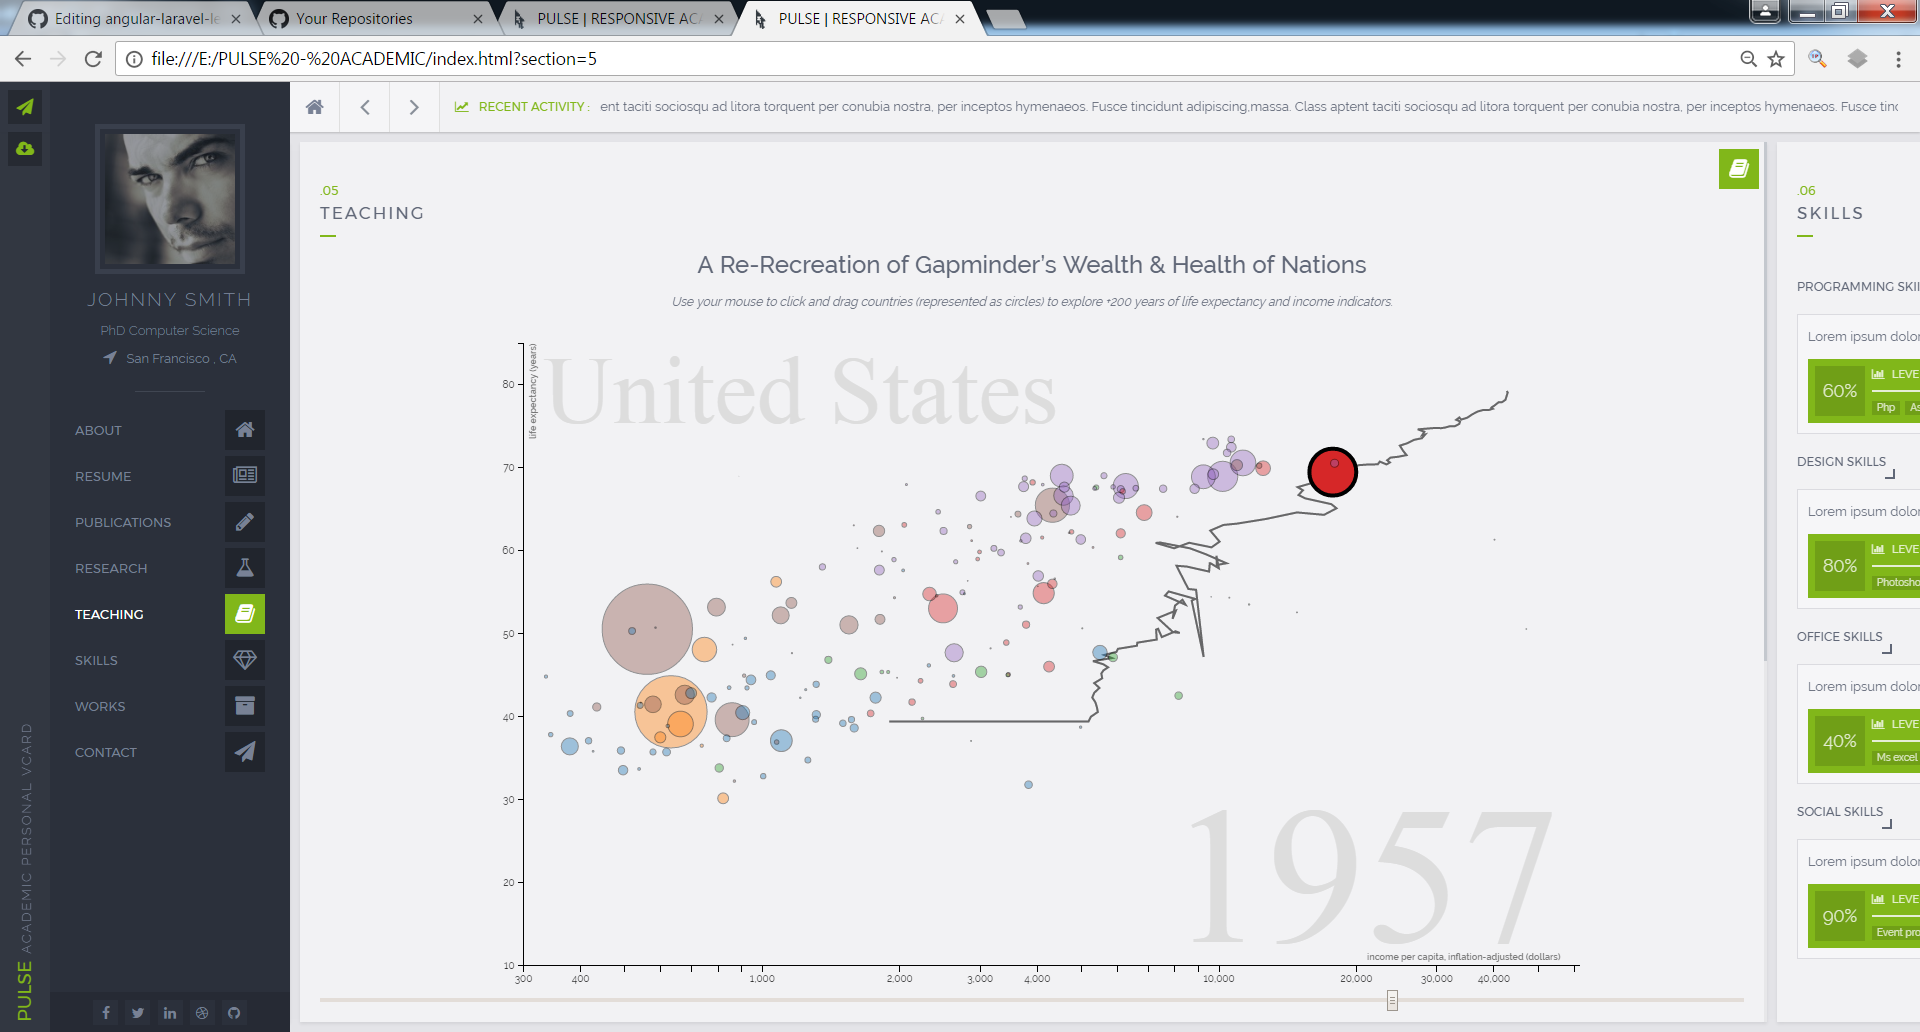 Editing angular-laravel-le
Your Repositories
PULSE | RESPONSIVE ACA
PULSE | RESPONSIVE AC
file:///E:/PULSE%20-%20ACADEMIC/index.html?section=5
RECENT ACTIVITY : ent taciti sociosqu ad litora torquent per conubia nostra, per inceptos hymenaeos. Fusce tincidunt adipiscing,massa. Class aptent taciti sociosqu ad litora torquent per conubia nostra, per inceptos hymenaeos. Fusce tinc
JOHNNY SMITH
PhD Computer Science
San Francisco , CA
ABOUT
RESUME
PUBLICATIONS
RESEARCH
TEACHING
SKILLS
WORKS
CONTACT
PULSE ACADEMIC PERSONAL VCARD
.05
TEACHING
A Re-Recreation of Gapminder’s Wealth & Health of Nations
Use your mouse to click and drag countries (represented as circles) to explore +200 years of life expectancy and income indicators.
United States
life expectancy (years)
80
70
60
50
40
30
20
10
1957
income per capita, inflation-adjusted (dollars)
300 400 1,000 2,000 3,000 4,000 10,000 20,000 30,000 40,000
.06
SKILLS
PROGRAMMING SKIL
Lorem ipsum dolor
60%
LEVE
Php As
DESIGN SKILLS
Lorem ipsum dolor
80%
LEVE
Photosho
OFFICE SKILLS
Lorem ipsum dolor
40%
LEVE
Ms excel
SOCIAL SKILLS
Lorem ipsum dolor
90%
LEVE
Event pro